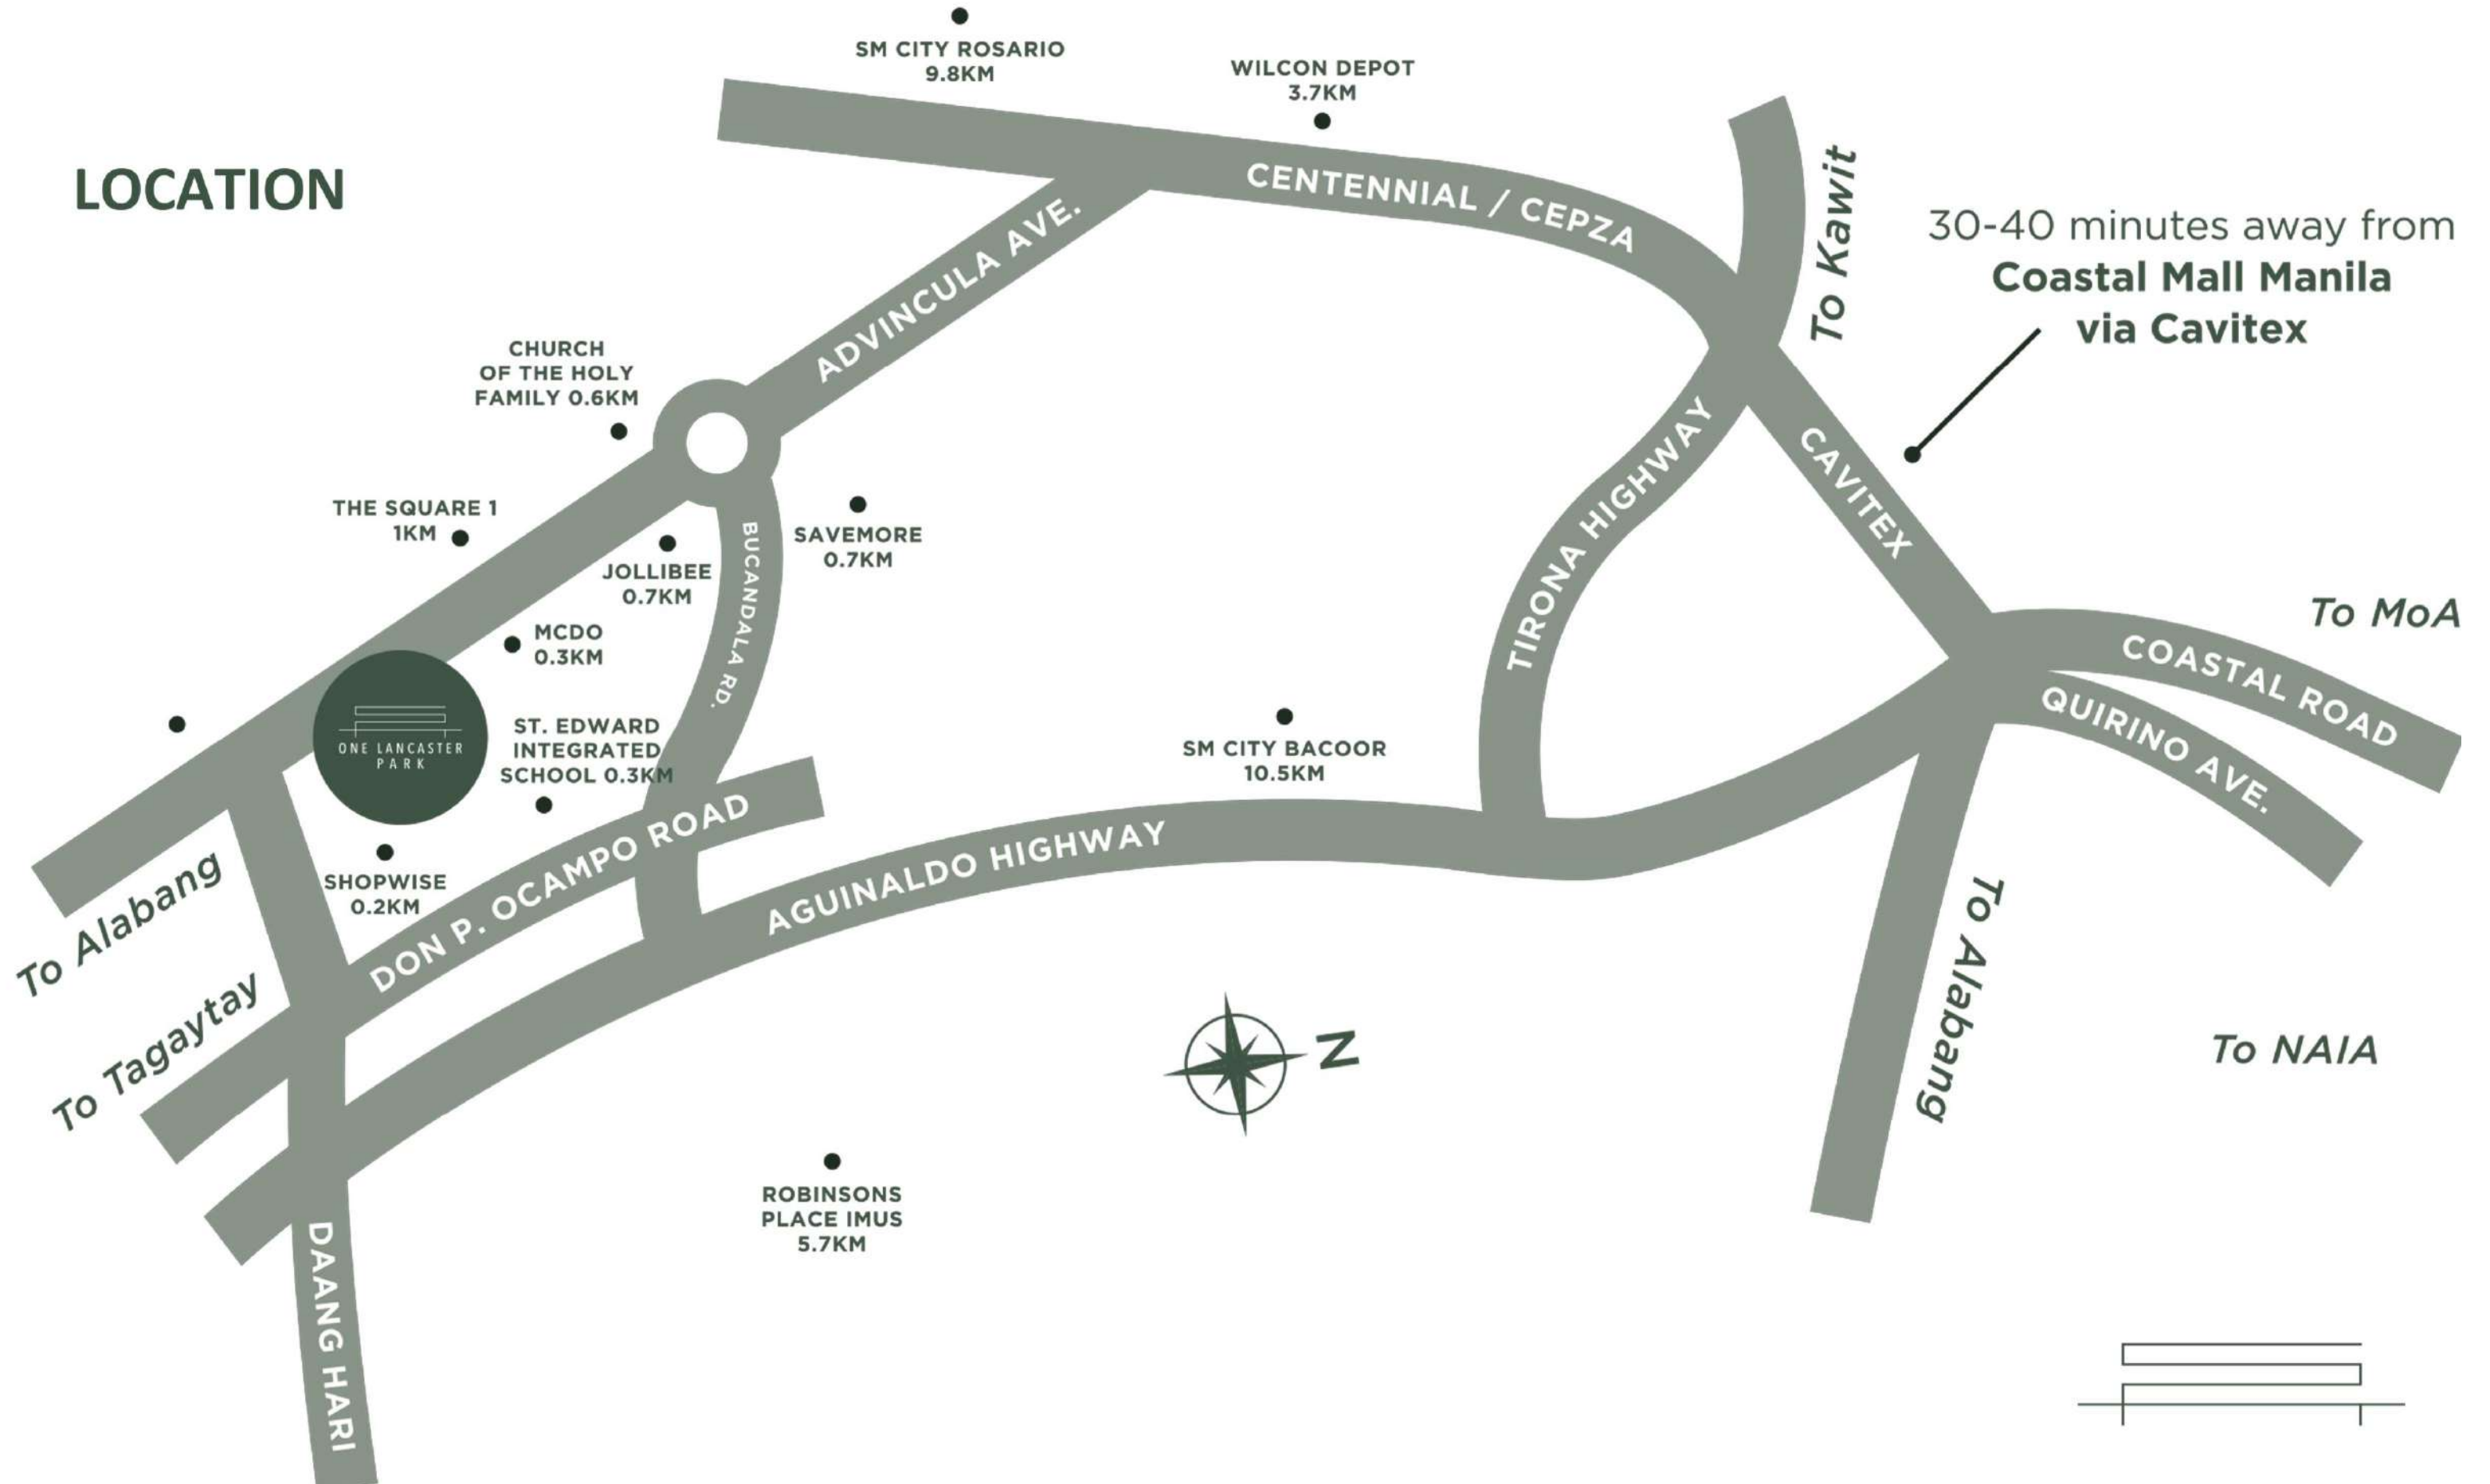 SM CITY ROSARIO
9.8KM
WILCON DEPOT
3.7KM
LOCATION
CENTENNIAL / CEPZA
To Kawit
30-40 minutes away from
Coastal Mall Manila
via Cavitex
ADVINCULA AVE.
CHURCH
OF THE HOLY
FAMILY 0.6KM
TIRONA HIGHWAY
CAVITEX
THE SQUARE 1
1KM
SAVEMORE
0.7KM
BUCANDALA RD.
JOLLIBEE
0.7KM
MCDO
0.3KM
To MoA
COASTAL ROAD
QUIRINO AVE.
ONE LANCASTER
PARK
ST. EDWARD
INTEGRATED
SCHOOL 0.3KM
SM CITY BACOOR
10.5KM
DON P. OCAMPO ROAD
AGUINALDO HIGHWAY
To Alabang
SHOPWISE
0.2KM
To Alabang
To Tagaytay
N
To NAIA
ROBINSONS
PLACE IMUS
5.7KM
DAANG HARI